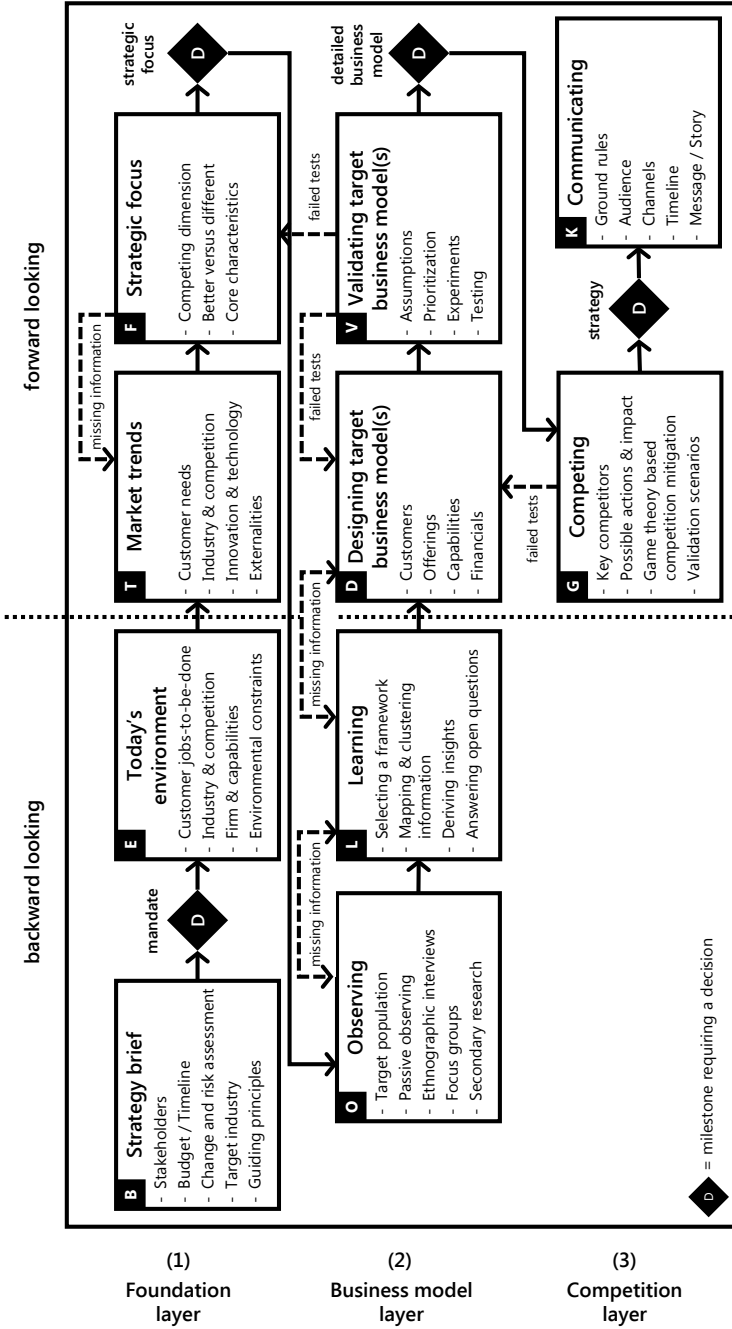 backward looking
forward looking
(1)
Foundation
layer
B
Strategy brief
- Stakeholders
- Budget / Timeline
- Change and risk assessment
- Target industry
- Guiding principles
mandate
D
E
Today's
environment
- Customer jobs-to-be-done
- Industry & competition
- Firm & capabilities
- Environmental constraints
T
Market trends
- Customer needs
- Industry & competition
- Innovation & technology
- Externalities
missing information
F
Strategic focus
- Competing dimension
- Better versus different
- Core characteristics
strategic
focus
D
(2)
Business model
layer
O
Observing
- Target population
- Passive observing
- Ethnographic interviews
- Focus groups
- Secondary research
missing information
L
Learning
- Selecting a framework
- Mapping & clustering
information
- Deriving insights
- Answering open questions
missing information
D
Designing target
business model(s)
- Customers
- Offerings
- Capabilities
- Financials
failed tests
V
Validating target
business model(s)
- Assumptions
- Prioritization
- Experiments
- Testing
failed tests
detailed
business
model
D
(3)
Competition
layer
failed tests
G
Competing
- Key competitors
- Possible actions & impact
- Game theory based
competition mitigation
- Validation scenarios
strategy
D
K
Communicating
- Ground rules
- Audience
- Channels
- Timeline
- Message / Story
D
= milestone requiring a decision